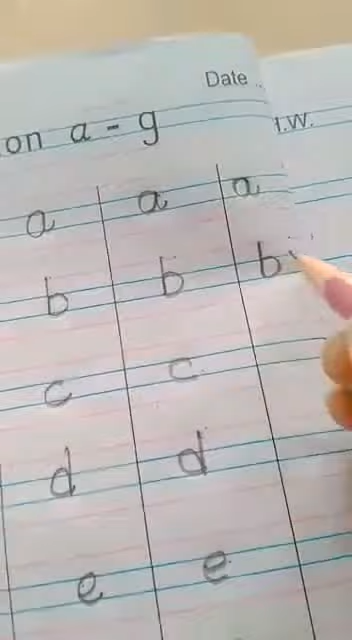 Date ..
on a - g
I.W.
a a a
b b b
c c
d d
e e